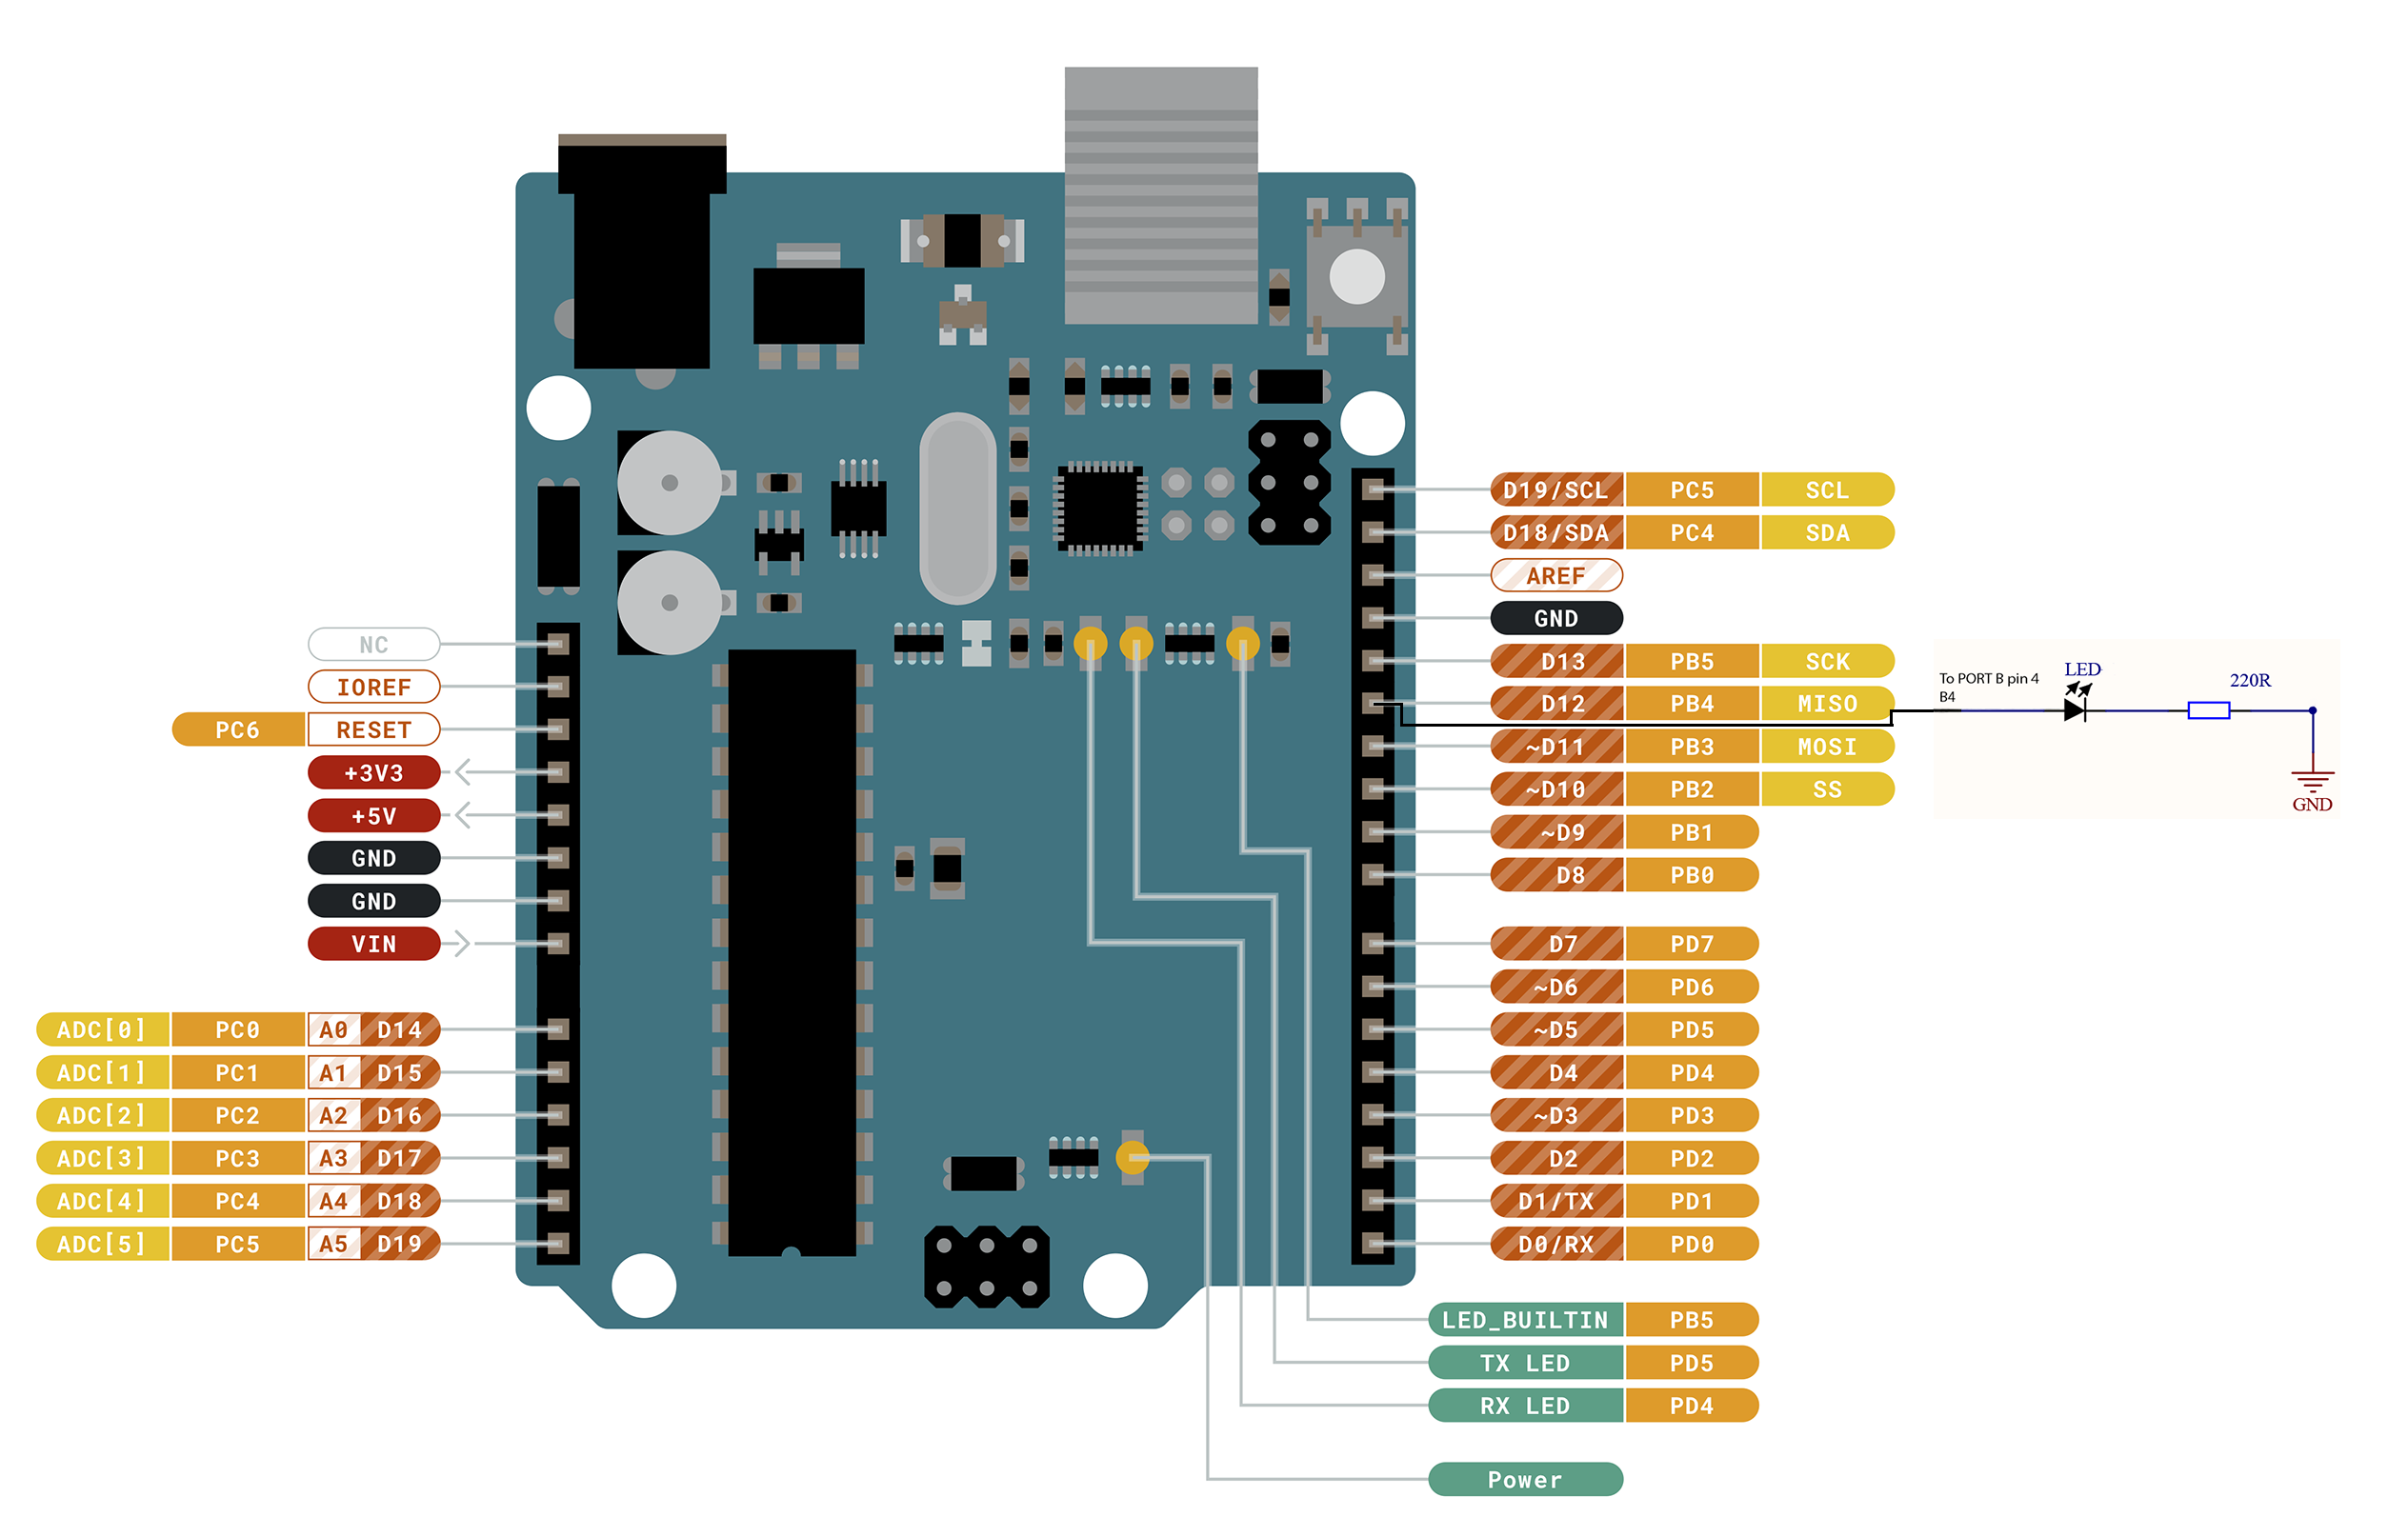 NC
IOREF
PC6 RESET
+3V3
+5V
GND
GND
VIN
ADC[0] PC0 A0 D14
ADC[1] PC1 A1 D15
ADC[2] PC2 A2 D16
ADC[3] PC3 A3 D17
ADC[4] PC4 A4 D18
ADC[5] PC5 A5 D19
D19/SCL PC5 SCL
D18/SDA PC4 SDA
AREF
GND
D13 PB5 SCK
D12 PB4 MISO
~D11 PB3 MOSI
~D10 PB2 SS
~D9 PB1
D8 PB0
D7 PD7
~D6 PD6
~D5 PD5
D4 PD4
~D3 PD3
D2 PD2
D1/TX PD1
D0/RX PD0
LED_BUILTIN PB5
TX LED PD5
RX LED PD4
Power
To PORT B pin 4
B4
LED
220R
GND